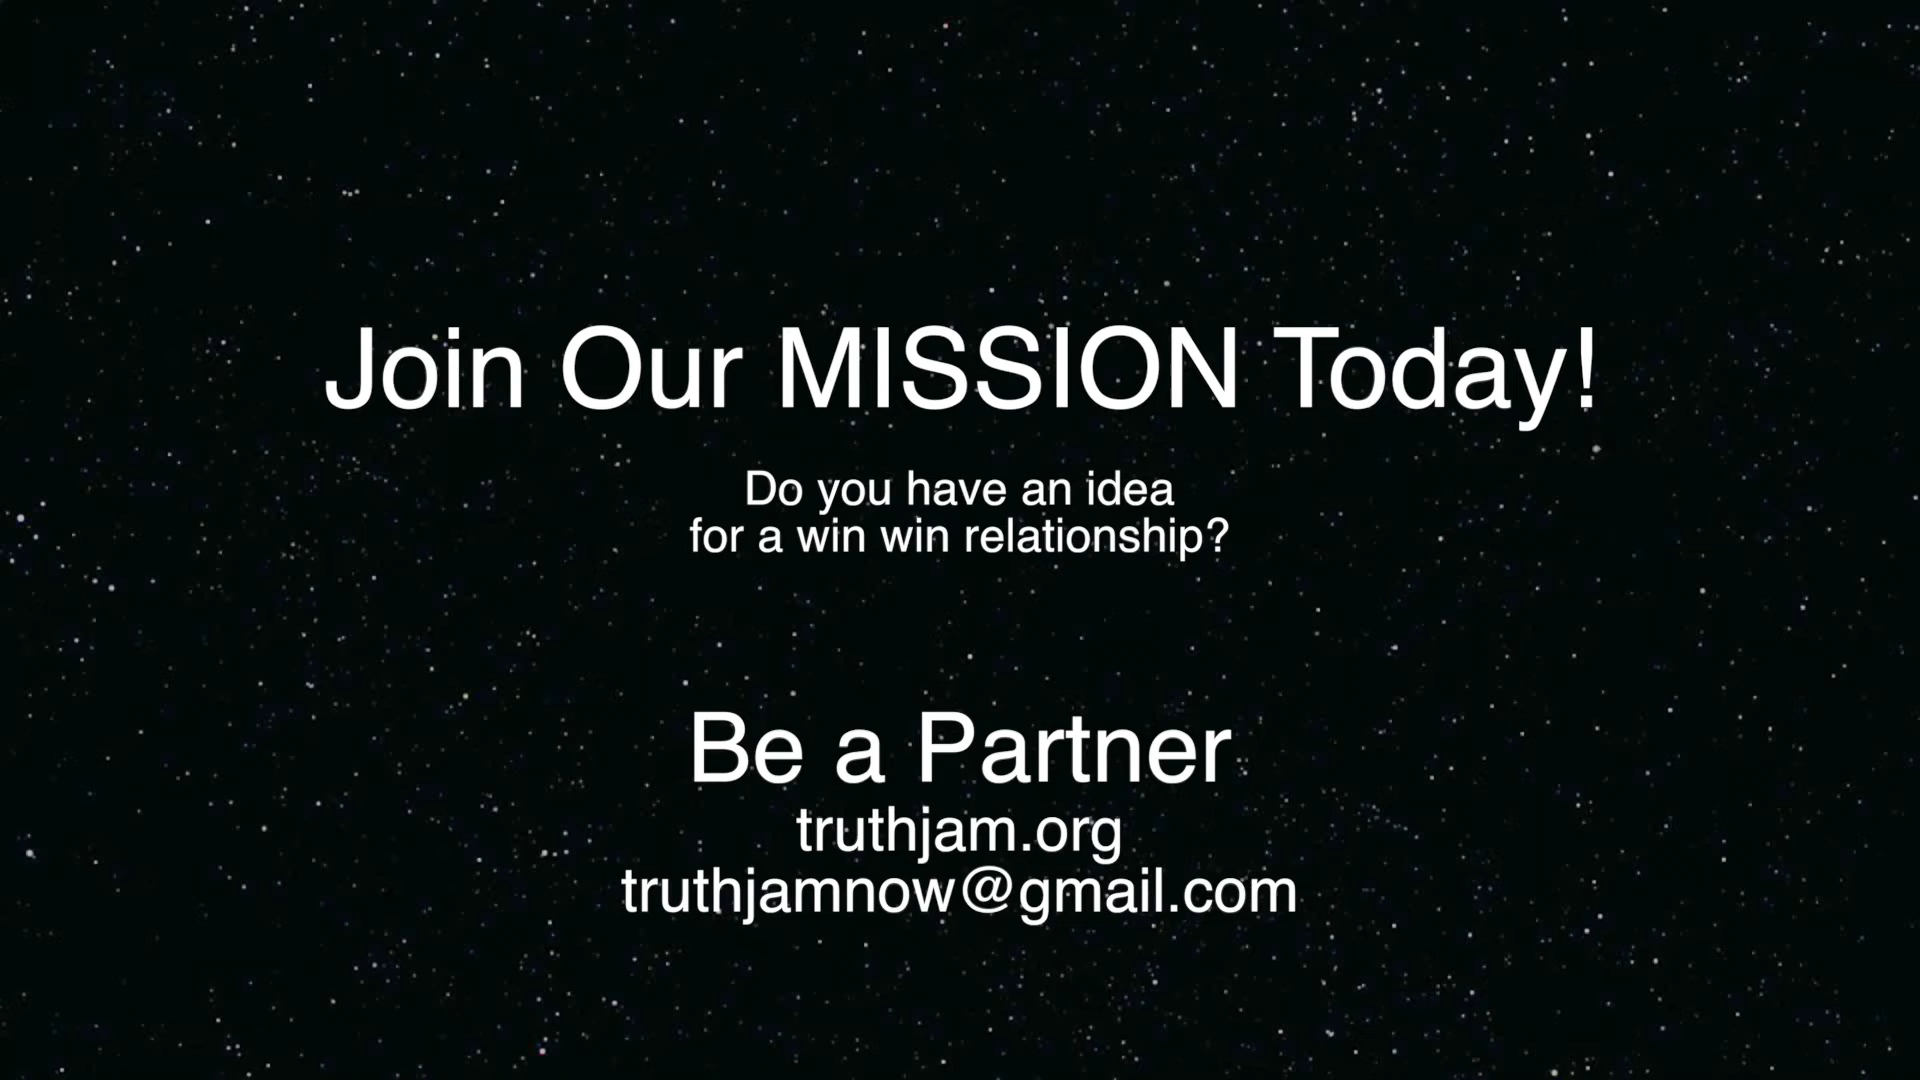 Join Our MISSION Today!
Do you have an idea
for a win win relationship?
Be a Partner
truthjam.org
truthjamnow@gmail.com